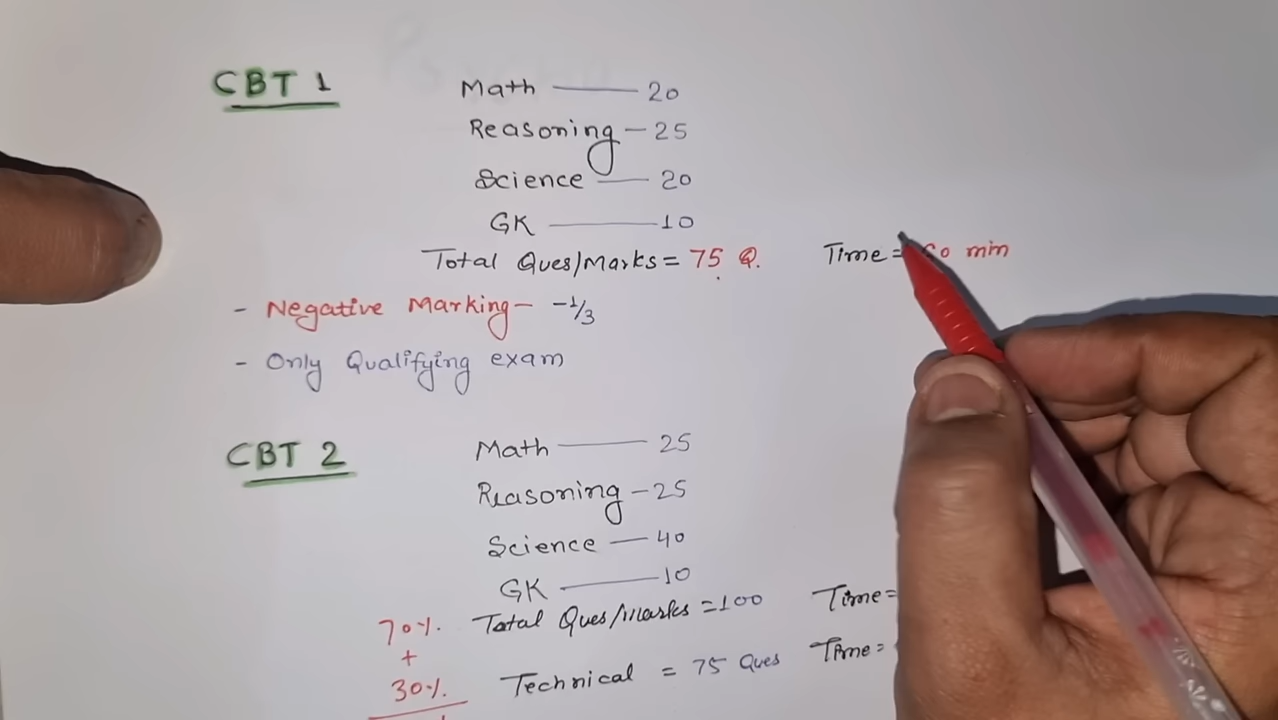 CBT 1
Math — 20
Reasoning — 25
Science — 20
GK — 10
Total Ques/Marks = 75 Q. Time = min
- Negative Marking - -1/3
- Only Qualifying exam
CBT 2
Math — 25
Reasoning — 25
Science — 40
GK — 10
70% Total Ques/Marks = 100 Time =
+
30% Technical = 75 Ques Time =